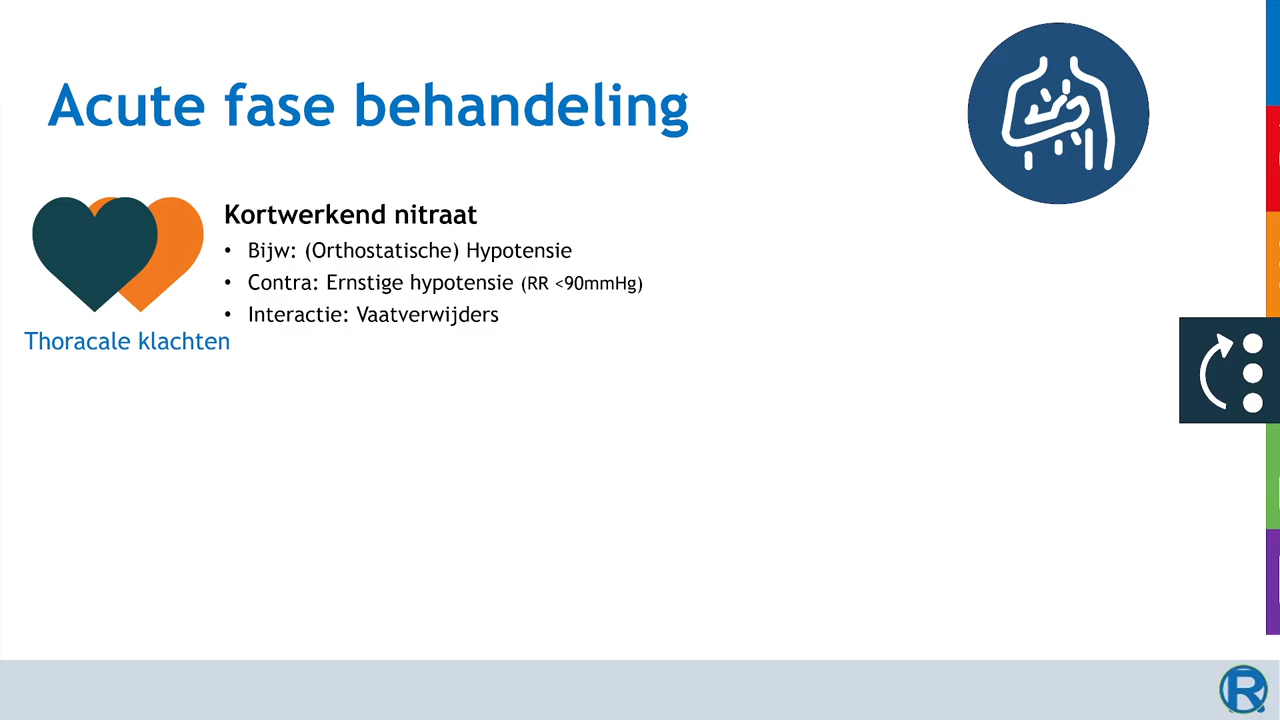 Acute fase behandeling
Kortwerkend nitraat
• Bijw: (Orthostatische) Hypotensie
• Contra: Ernstige hypotensie (RR <90mmHg)
• Interactie: Vaatverwijders
Thoracale klachten
R